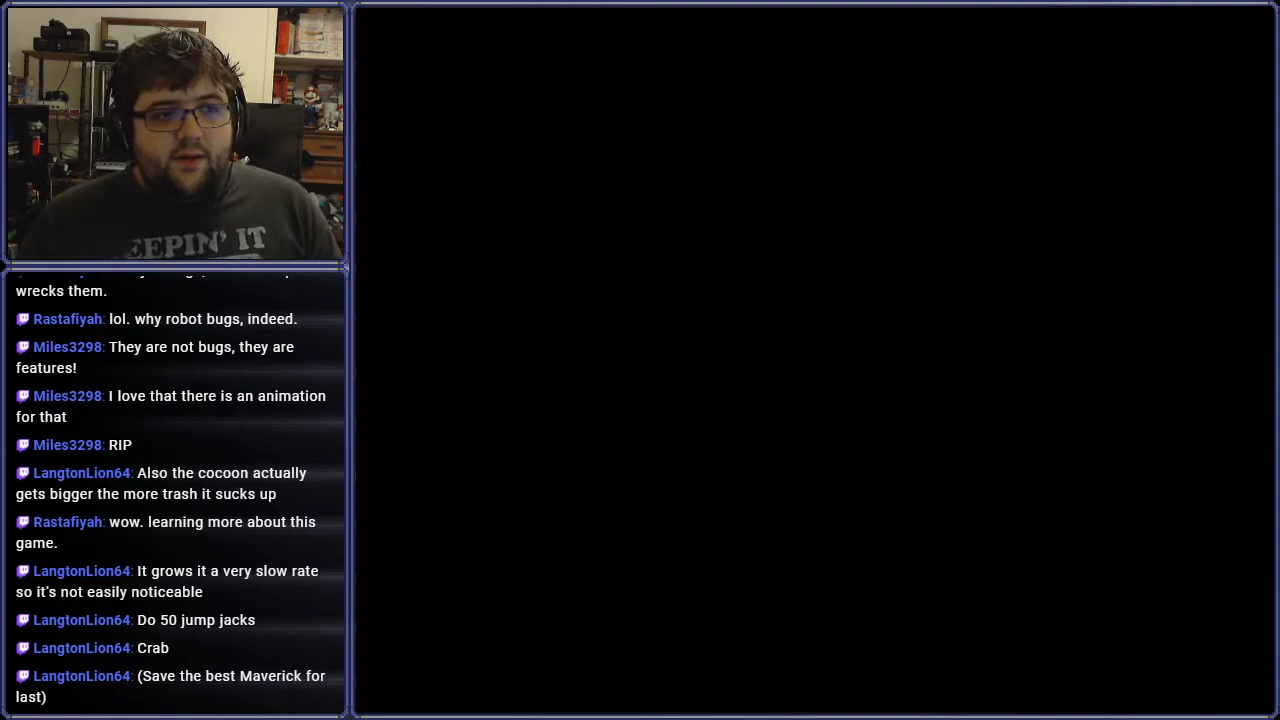 EEPIN' IT
wrecks them.
Rastafiyah: lol. why robot bugs, indeed.
Miles3298: They are not bugs, they are
features!
Miles3298: I love that there is an animation
for that
Miles3298: RIP
LangtonLion64: Also the cocoon actually
gets bigger the more trash it sucks up
Rastafiyah: wow. learning more about this
game.
LangtonLion64: It grows it a very slow rate
so it's not easily noticeable
LangtonLion64: Do 50 jump jacks
LangtonLion64: Crab
LangtonLion64: (Save the best Maverick for
last)